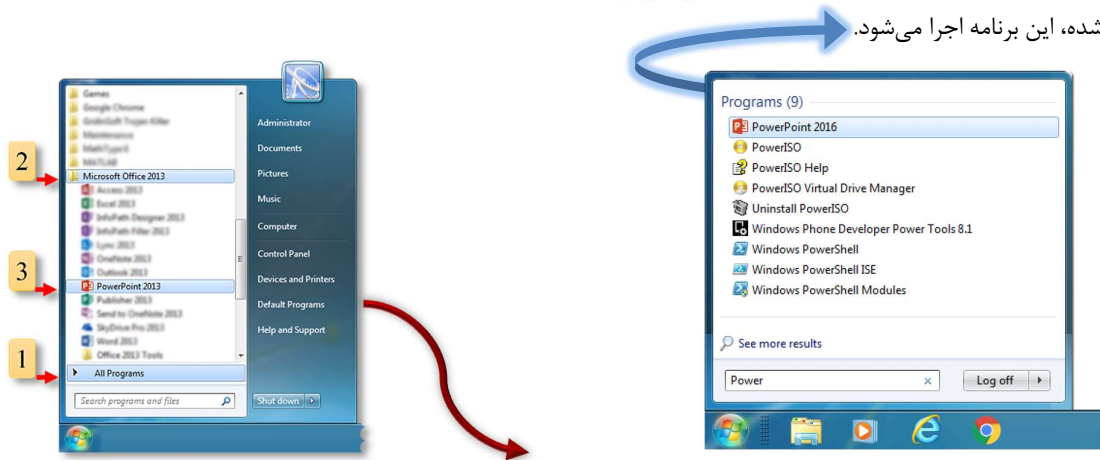 شده، این برنامه اجرا می‌شود.
Games
Google Chrome
GridinSoft Trojan Killer
Maintenance
MathType 6
MATLAB
2
Microsoft Office 2013
Access 2013
Excel 2013
InfoPath Designer 2013
InfoPath Filler 2013
Lync 2013
OneNote 2013
Outlook 2013
3
PowerPoint 2013
Publisher 2013
Send to OneNote 2013
SkyDrive Pro 2013
Word 2013
Office 2013 Tools
1
All Programs
Search programs and files
Administrator
Documents
Pictures
Music
Computer
Control Panel
Devices and Printers
Default Programs
Help and Support
Shut down
Programs (9)
PowerPoint 2016
PowerISO
PowerISO Help
PowerISO Virtual Drive Manager
Uninstall PowerISO
Windows Phone Developer Power Tools 8.1
Windows PowerShell
Windows PowerShell ISE
Windows PowerShell Modules
See more results
Power
Log off